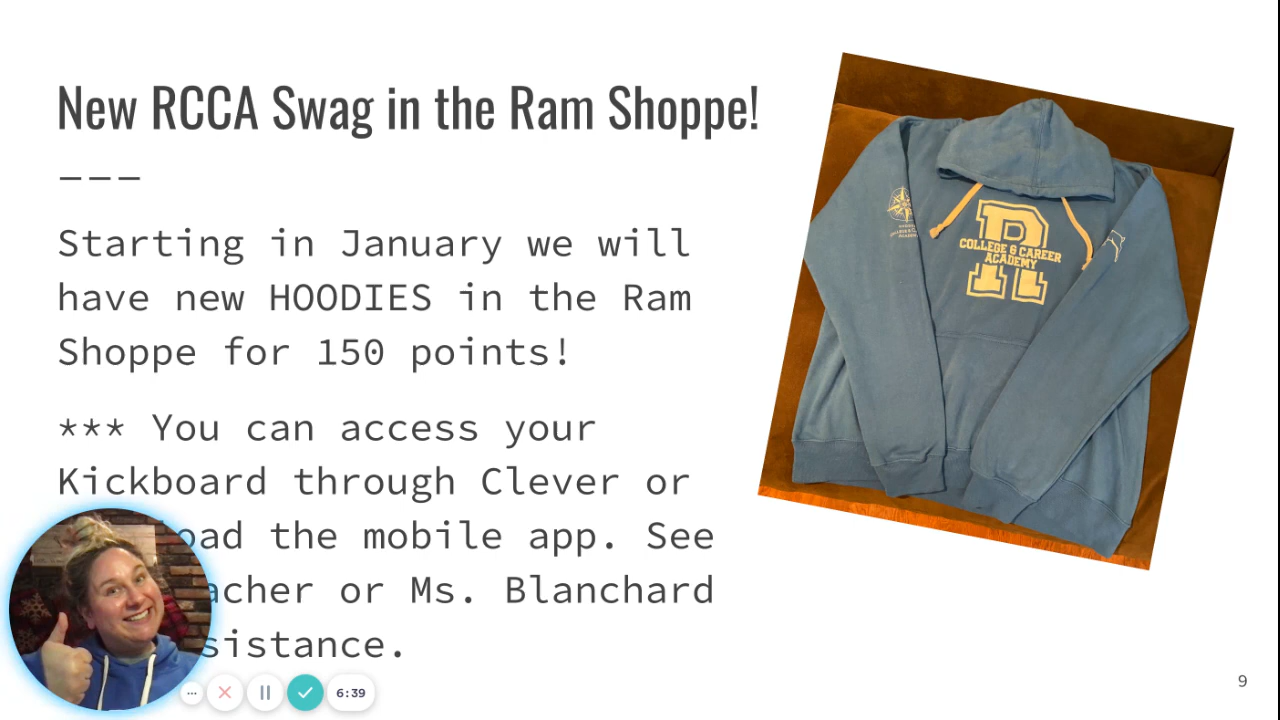 New RCCA Swag in the Ram Shoppe!
———
Starting in January we will
have new HOODIES in the Ram
Shoppe for 150 points!
*** You can access your
Kickboard through Clever or
the mobile app. See
or Ms. Blanchard
COLLEGE & CAREER
ACADEMY
R
6:39
9